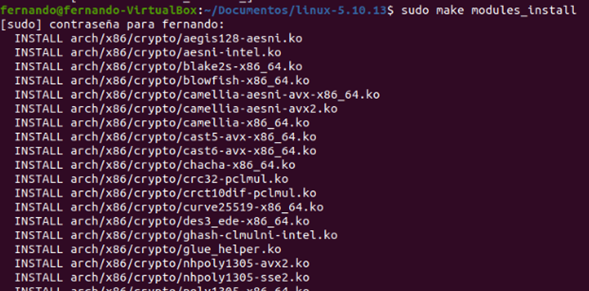 fernando@fernando-VirtualBox:~/Documentos/linux-5.10.13$ sudo make modules_install
[sudo] contraseña para fernando:
INSTALL arch/x86/crypto/aegis128-aesni.ko
INSTALL arch/x86/crypto/aesni-intel.ko
INSTALL arch/x86/crypto/blake2s-x86_64.ko
INSTALL arch/x86/crypto/blowfish-x86_64.ko
INSTALL arch/x86/crypto/camellia-aesni-avx-x86_64.ko
INSTALL arch/x86/crypto/camellia-aesni-avx2.ko
INSTALL arch/x86/crypto/camellia-x86_64.ko
INSTALL arch/x86/crypto/cast5-avx-x86_64.ko
INSTALL arch/x86/crypto/cast6-avx-x86_64.ko
INSTALL arch/x86/crypto/chacha-x86_64.ko
INSTALL arch/x86/crypto/crc32-pclmul.ko
INSTALL arch/x86/crypto/crct10dif-pclmul.ko
INSTALL arch/x86/crypto/curve25519-x86_64.ko
INSTALL arch/x86/crypto/des3_ede-x86_64.ko
INSTALL arch/x86/crypto/ghash-clmulni-intel.ko
INSTALL arch/x86/crypto/glue_helper.ko
INSTALL arch/x86/crypto/nhpoly1305-avx2.ko
INSTALL arch/x86/crypto/nhpoly1305-sse2.ko
INSTALL arch/x86/crypto/poly1305-x86_64.ko